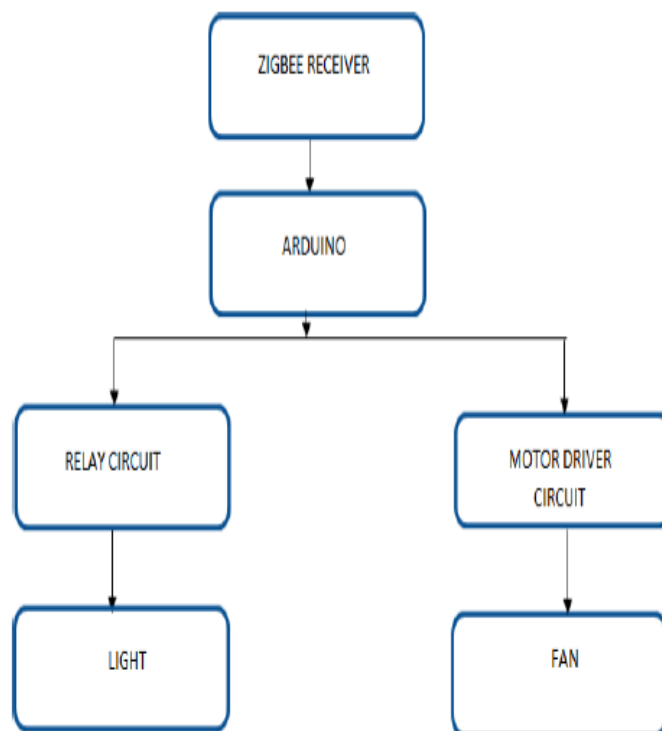 ZIGBEE RECEIVER
ARDUINO
RELAY CIRCUIT
MOTOR DRIVER
CIRCUIT
LIGHT
FAN